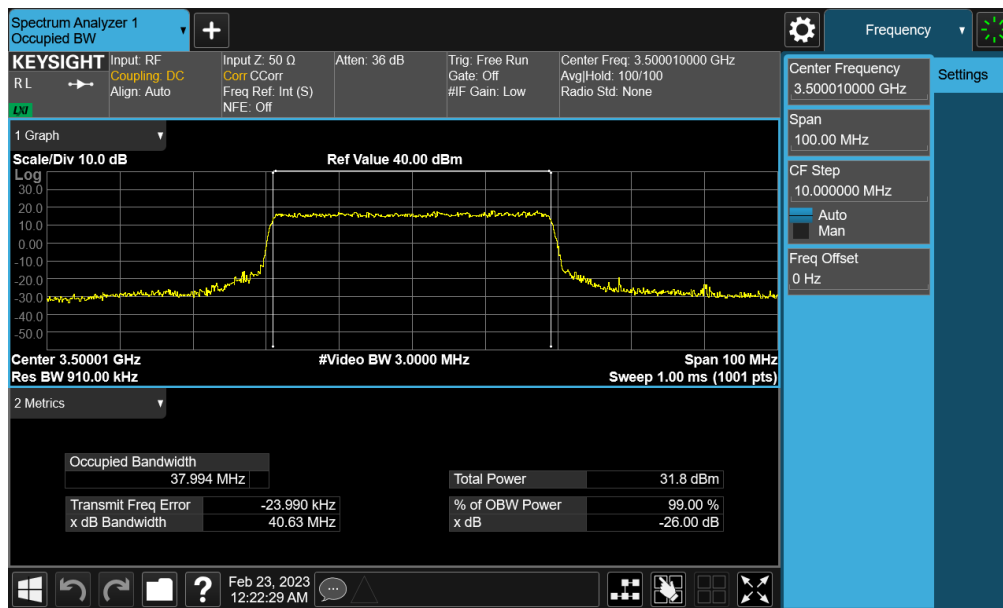 Spectrum Analyzer 1
Occupied BW
Frequency
KEYSIGHT
R L
LXI
Input: RF
Coupling: DC
Align: Auto
Input Z: 50 Ω
Corr CCorr
Freq Ref: Int (S)
NFE: Off
Atten: 36 dB
Trig: Free Run
Gate: Off
#IF Gain: Low
Center Freq: 3.500010000 GHz
Avg|Hold: 100/100
Radio Std: None
Center Frequency
3.500010000 GHz
Settings
Span
100.00 MHz
CF Step
10.000000 MHz
Auto
Man
Freq Offset
0 Hz
1 Graph
Scale/Div 10.0 dB
Ref Value 40.00 dBm
Log
30.0
20.0
10.0
0.00
-10.0
-20.0
-30.0
-40.0
-50.0
Center 3.50001 GHz
#Video BW 3.0000 MHz
Span 100 MHz
Res BW 910.00 kHz
Sweep 1.00 ms (1001 pts)
2 Metrics
Occupied Bandwidth
37.994 MHz
Total Power 31.8 dBm
Transmit Freq Error -23.990 kHz
% of OBW Power 99.00 %
x dB Bandwidth 40.63 MHz
x dB -26.00 dB
?
Feb 23, 2023
12:22:29 AM